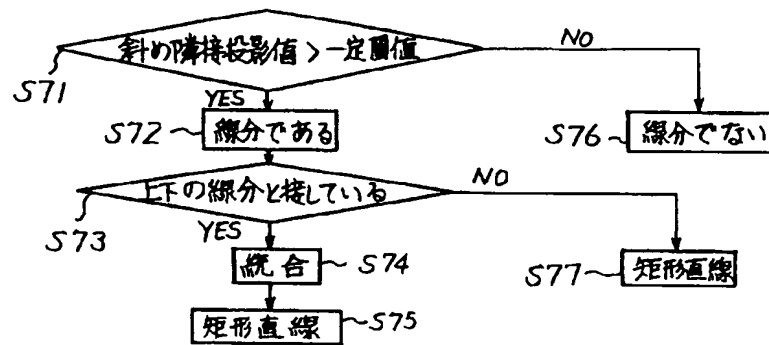 斜め隣接投影値>一定閾値
NO
S71
YES
S72
線分である
S76
線分でない
上下の線分と接している
NO
S73
YES
統合
S74
S77
矩形直線
矩形直線
S75